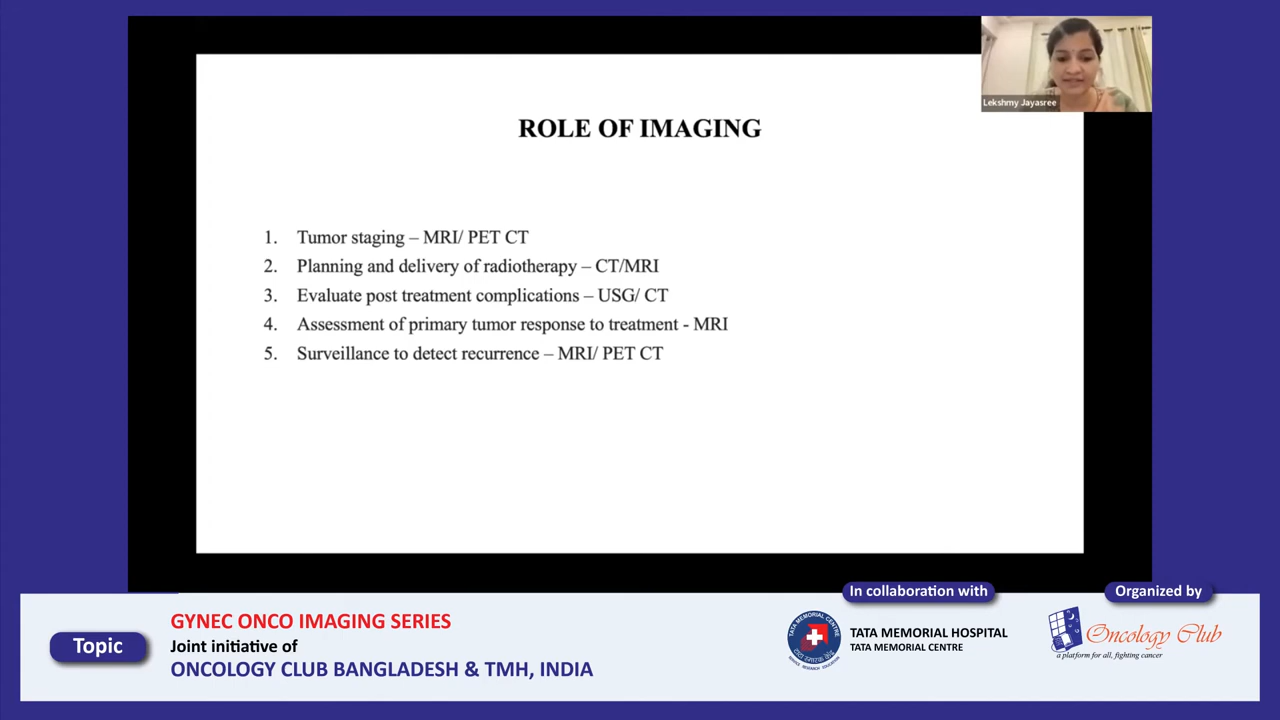 Lekshmy Jayasree
ROLE OF IMAGING
1. Tumor staging – MRI/ PET CT
2. Planning and delivery of radiotherapy – CT/MRI
3. Evaluate post treatment complications – USG/ CT
4. Assessment of primary tumor response to treatment - MRI
5. Surveillance to detect recurrence – MRI/ PET CT
Topic
GYNEC ONCO IMAGING SERIES
Joint initiative of
ONCOLOGY CLUB BANGLADESH & TMH, INDIA
In collaboration with
TATA MEMORIAL CENTRE
TATA MEMORIAL HOSPITAL
TATA MEMORIAL CENTRE
Organized by
Oncology Club
a platform for all, fighting cancer